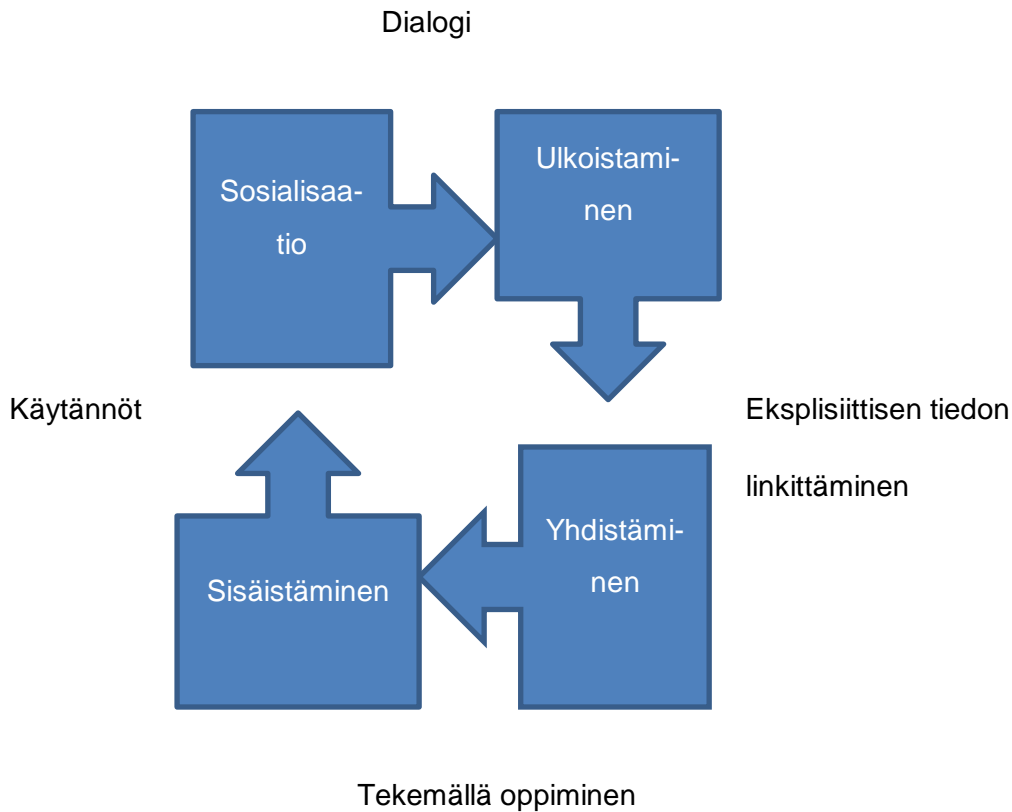 Dialogi
Sosialisaa-
tio
Ulkoistami-
nen
Käytännöt
Eksplisiittisen tiedon
linkittäminen
Sisäistäminen
Yhdistämi-
nen
Tekemällä oppiminen